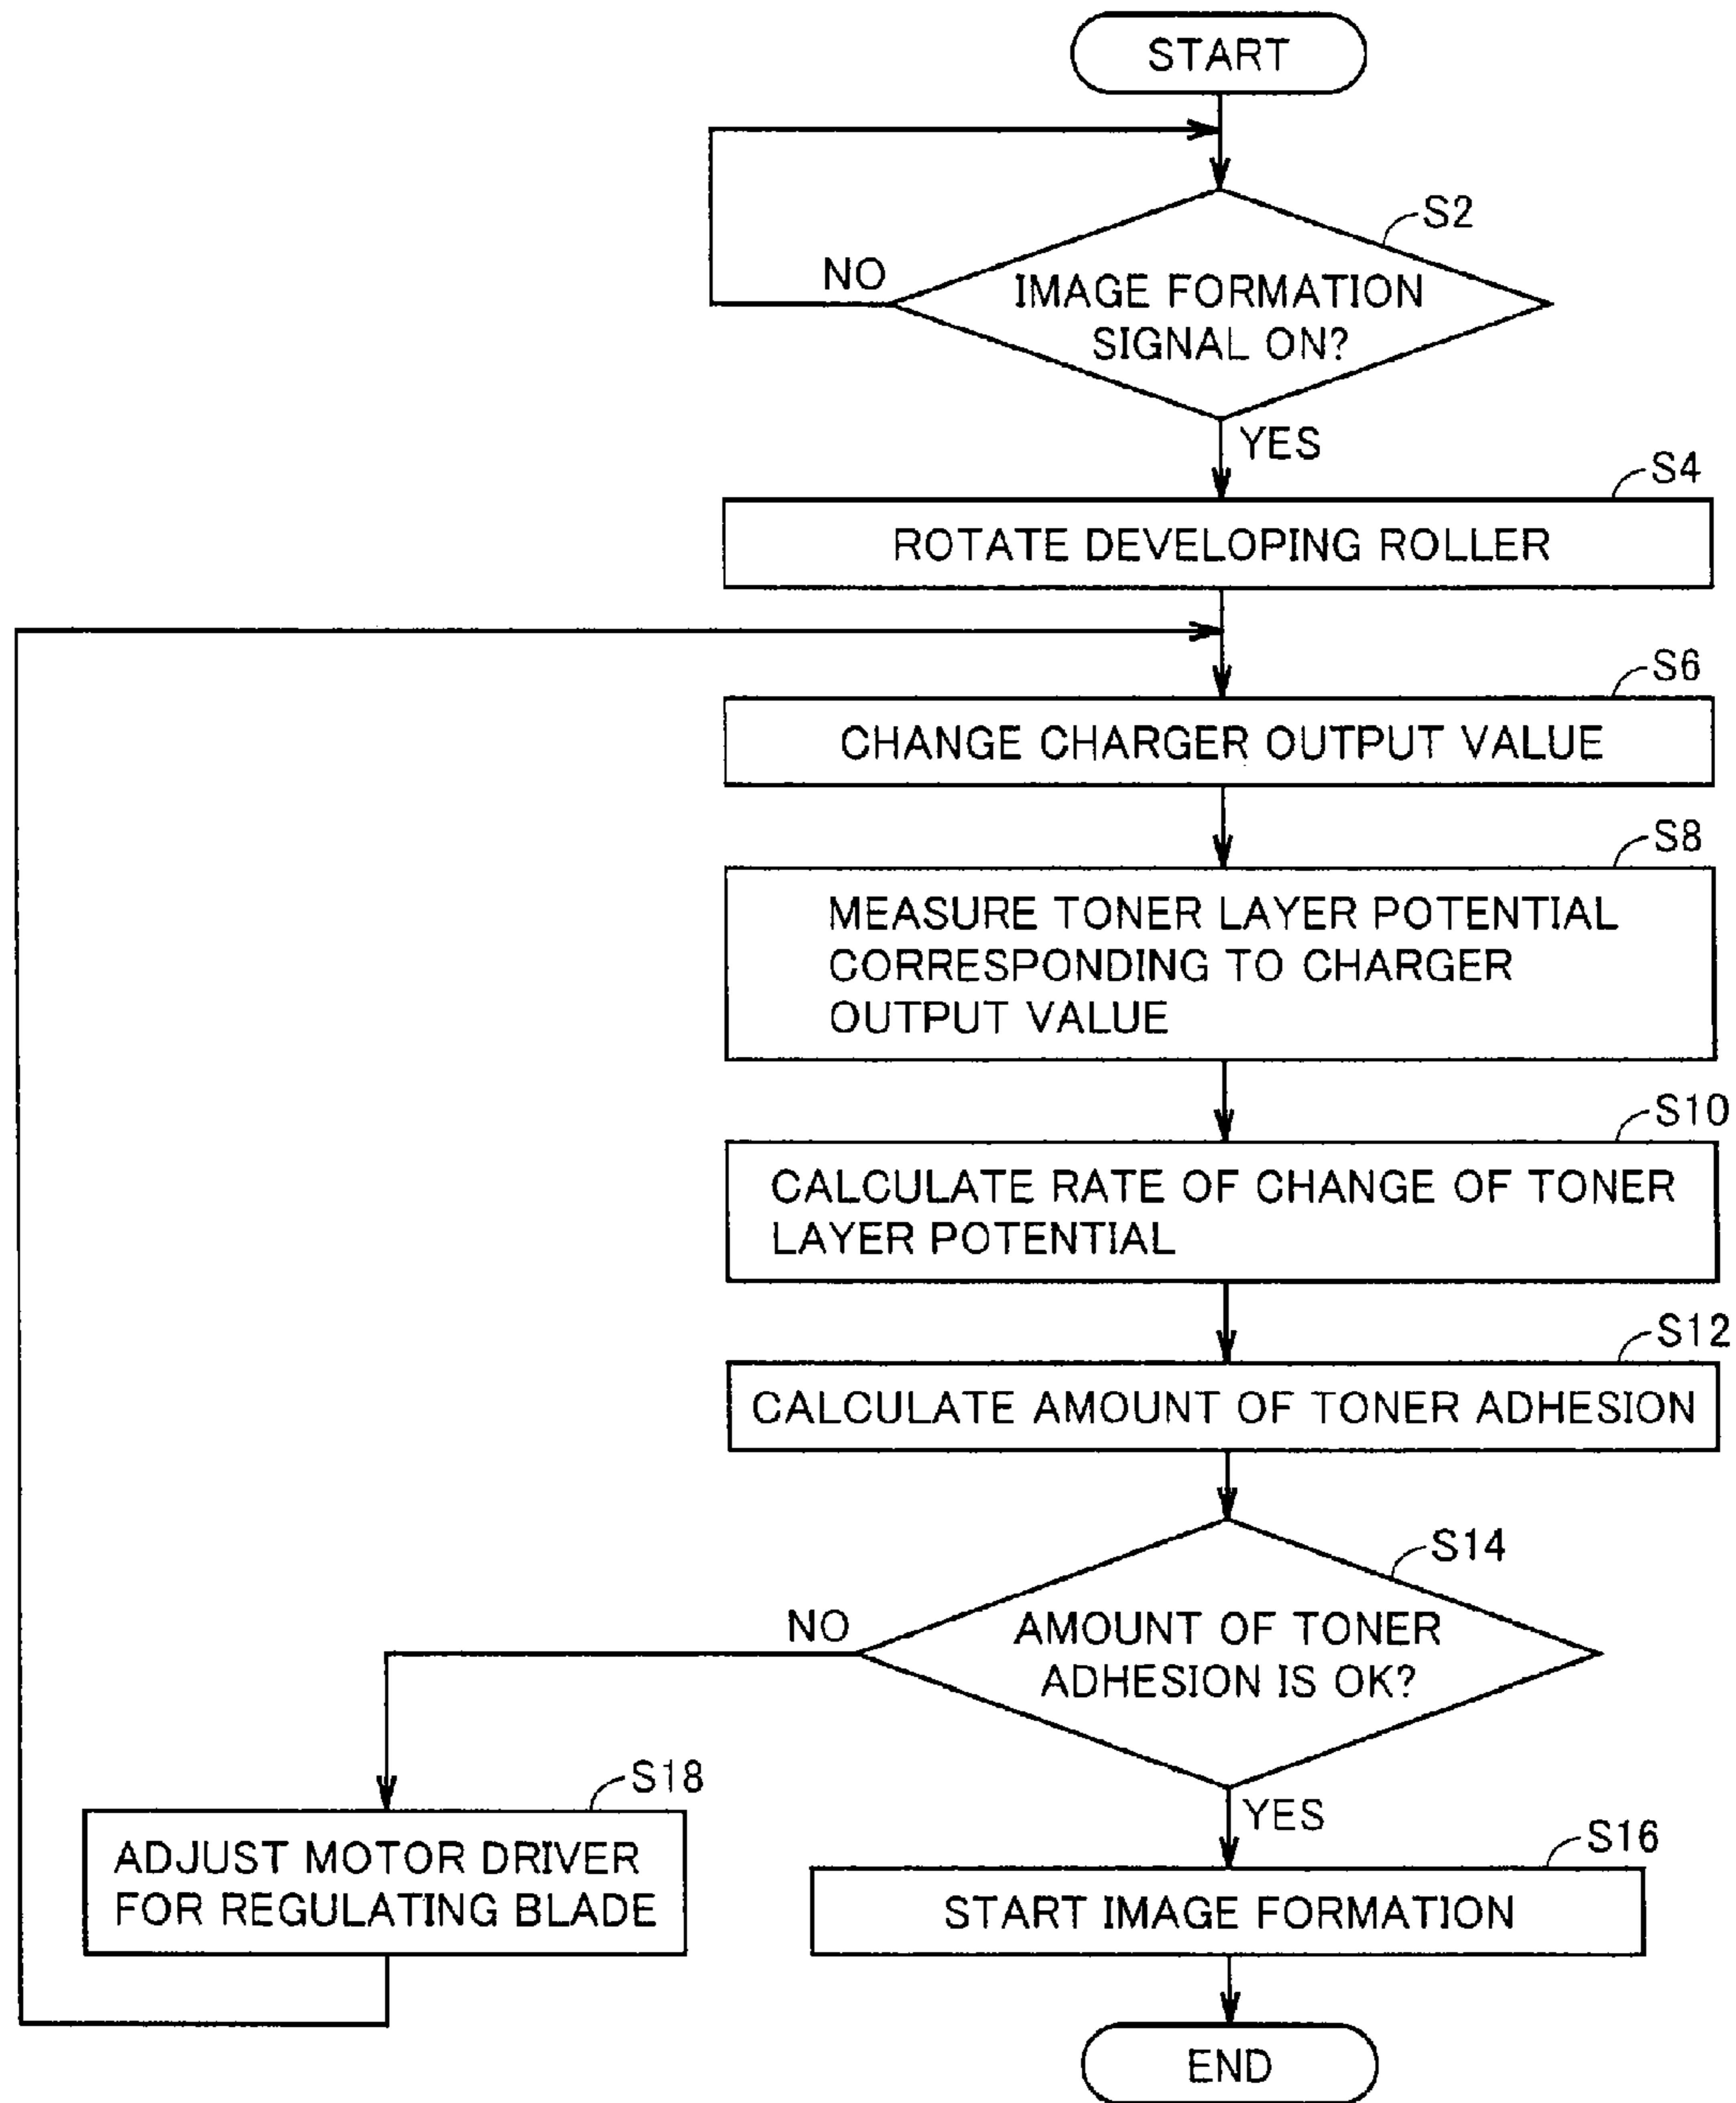 START
S2
NO
IMAGE FORMATION
SIGNAL ON?
YES
S4
ROTATE DEVELOPING ROLLER
S6
CHANGE CHARGER OUTPUT VALUE
S8
MEASURE TONER LAYER POTENTIAL
CORRESPONDING TO CHARGER
OUTPUT VALUE
S10
CALCULATE RATE OF CHANGE OF TONER
LAYER POTENTIAL
S12
CALCULATE AMOUNT OF TONER ADHESION
S14
NO
AMOUNT OF TONER
ADHESION IS OK?
YES
S18
ADJUST MOTOR DRIVER
FOR REGULATING BLADE
S16
START IMAGE FORMATION
END